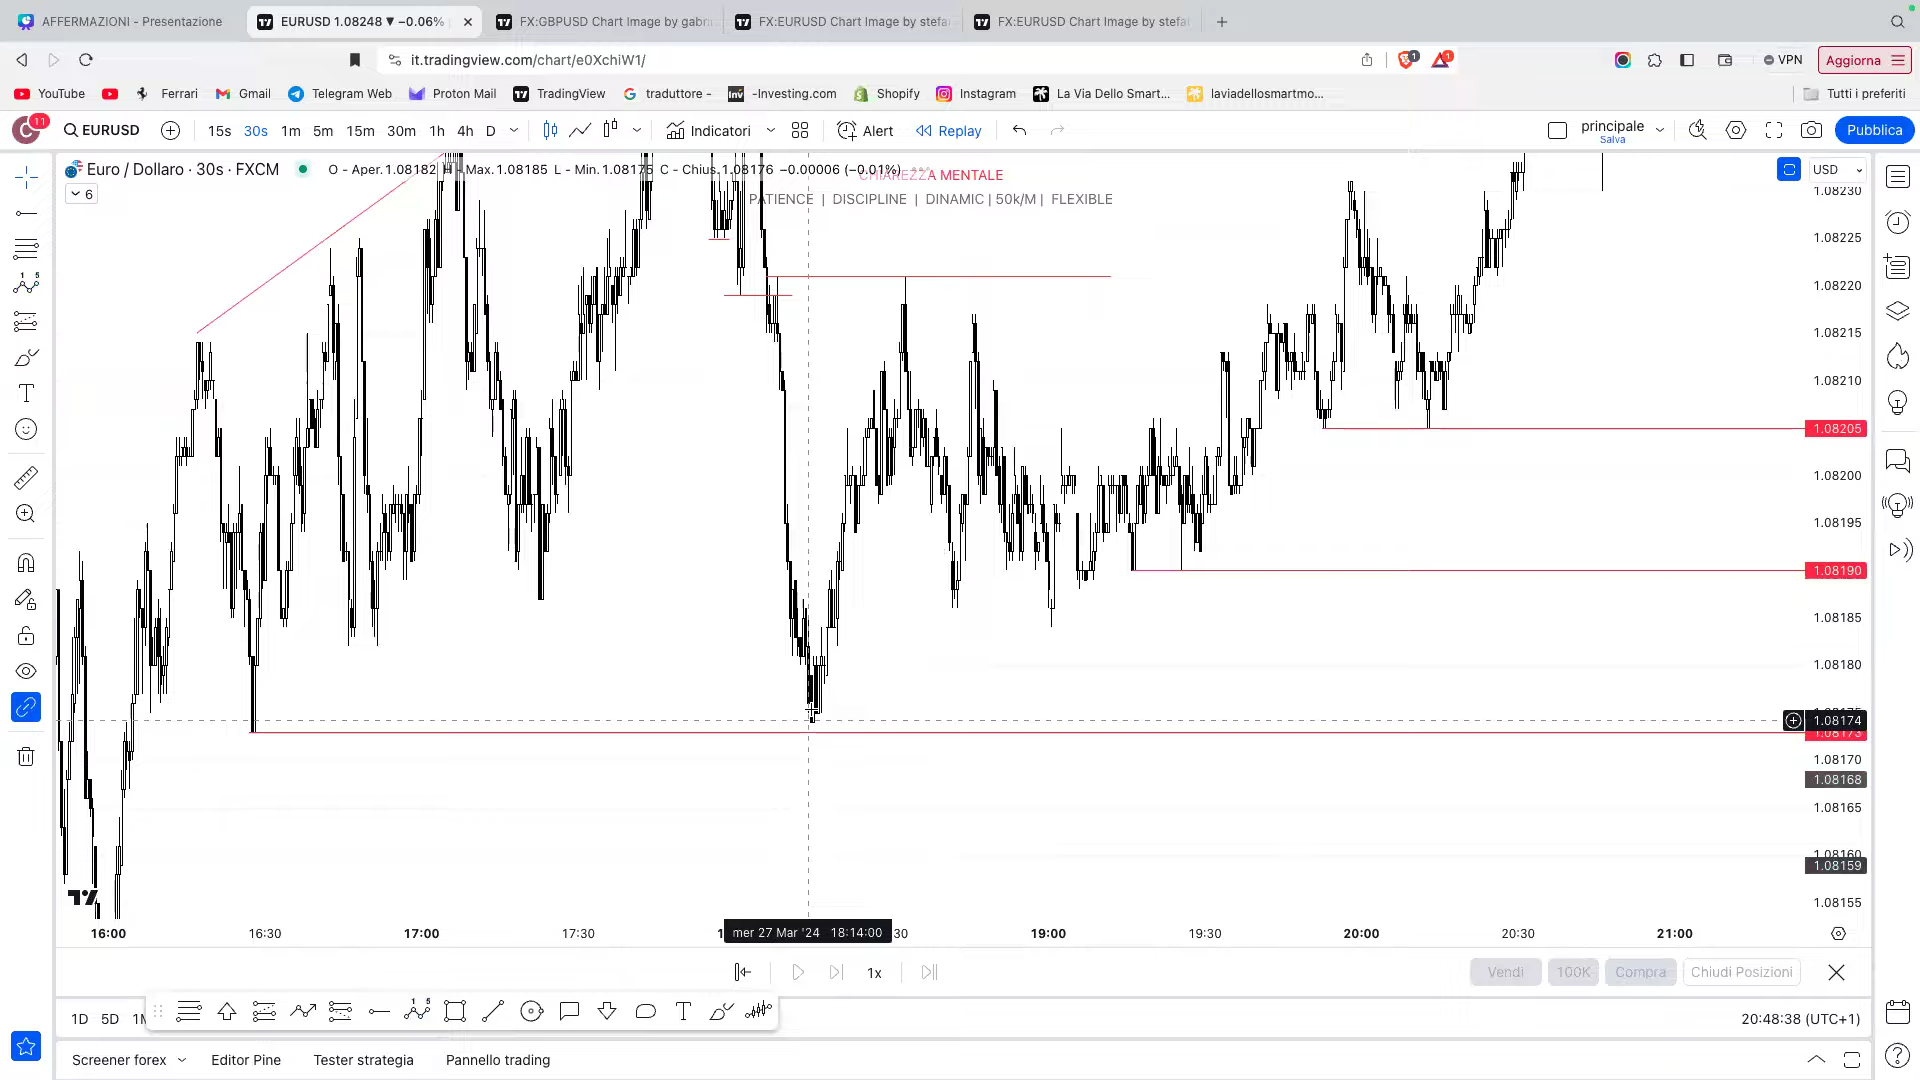 AFFERMAZIONI - Presentazione
EURUSD 1.08248 ▼ −0.06%
FX:GBPUSD Chart Image by gabri
FX:EURUSD Chart Image by stefa
FX:EURUSD Chart Image by stefa
it.tradingview.com/chart/e0XchiW1/
1
1
VPN
Aggiorna
YouTube
Ferrari
Gmail
Telegram Web
Proton Mail
TradingView
traduttore -
-Investing.com
Shopify
Instagram
La Via Dello Smart...
laviadellosmartmo...
Tutti i preferiti
C
11
EURUSD
15s
30s
1m
5m
15m
30m
1h
4h
D
Indicatori
Alert
Replay
principale
Salva
Pubblica
Euro / Dollaro · 30s · FXCM
O - Aper. 1.08182 H - Max. 1.08185 L - Min. 1.08175 C - Chius. 1.08176 −0.00006 (−0.01%)
CHIAREZZA MENTALE
6
PATIENCE | DISCIPLINE | DINAMIC | 50k/M | FLEXIBLE
USD
1.08230
1.08225
1.08220
1.08215
1.08210
1.08205
1.08200
1.08195
1.08190
1.08185
1.08180
1.08174
1.08173
1.08170
1.08168
1.08165
1.08160
1.08159
1.08155
16:00
16:30
17:00
17:30
mer 27 Mar '24 18:14:00
30
19:00
19:30
20:00
20:30
21:00
1x
Vendi
100K
Compra
Chiudi Posizioni
1D
5D
20:48:38 (UTC+1)
Screener forex
Editor Pine
Tester strategia
Pannello trading